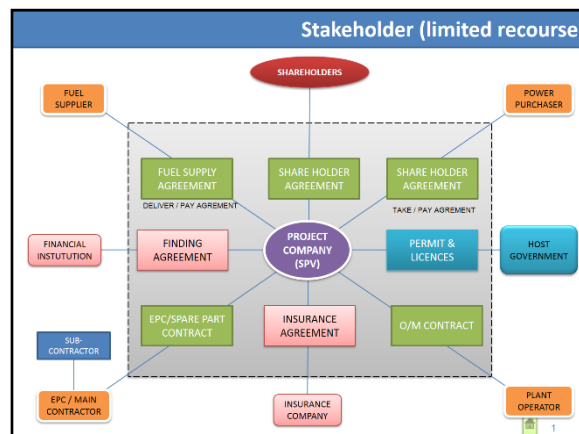 Stakeholder (limited recourse
SHAREHOLDERS
FUEL
SUPPLIER
POWER
PURCHASER
FUEL SUPPLY
AGREEMENT
SHARE HOLDER
AGREEMENT
SHARE HOLDER
AGREEMENT
DELIVER / PAY AGREMENT
TAKE / PAY AGREMENT
PROJECT
COMPANY
(SPV)
FINANCIAL
INSTUTUTION
FINDING
AGREEMENT
PERMIT &
LICENCES
HOST
GOVERNMENT
EPC/SPARE PART
CONTRACT
INSURANCE
AGREEMENT
O/M CONTRACT
SUB-
CONTRACTOR
EPC / MAIN
CONTRACTOR
INSURANCE
COMPANY
PLANT
OPERATOR
1